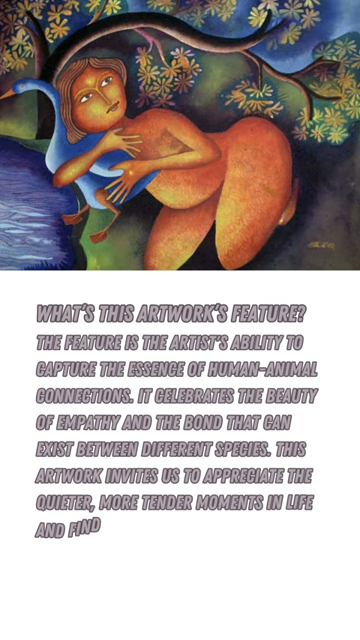 WHAT'S THIS ARTWORK'S FEATURE?
THE FEATURE IS THE ARTIST'S ABILITY TO
CAPTURE THE ESSENCE OF HUMAN-ANIMAL
CONNECTIONS. IT CELEBRATES THE BEAUTY
OF EMPATHY AND THE BOND THAT CAN
EXIST BETWEEN DIFFERENT SPECIES. THIS
ARTWORK INVITES US TO APPRECIATE THE
QUIETER, MORE TENDER MOMENTS IN LIFE
AND FIND